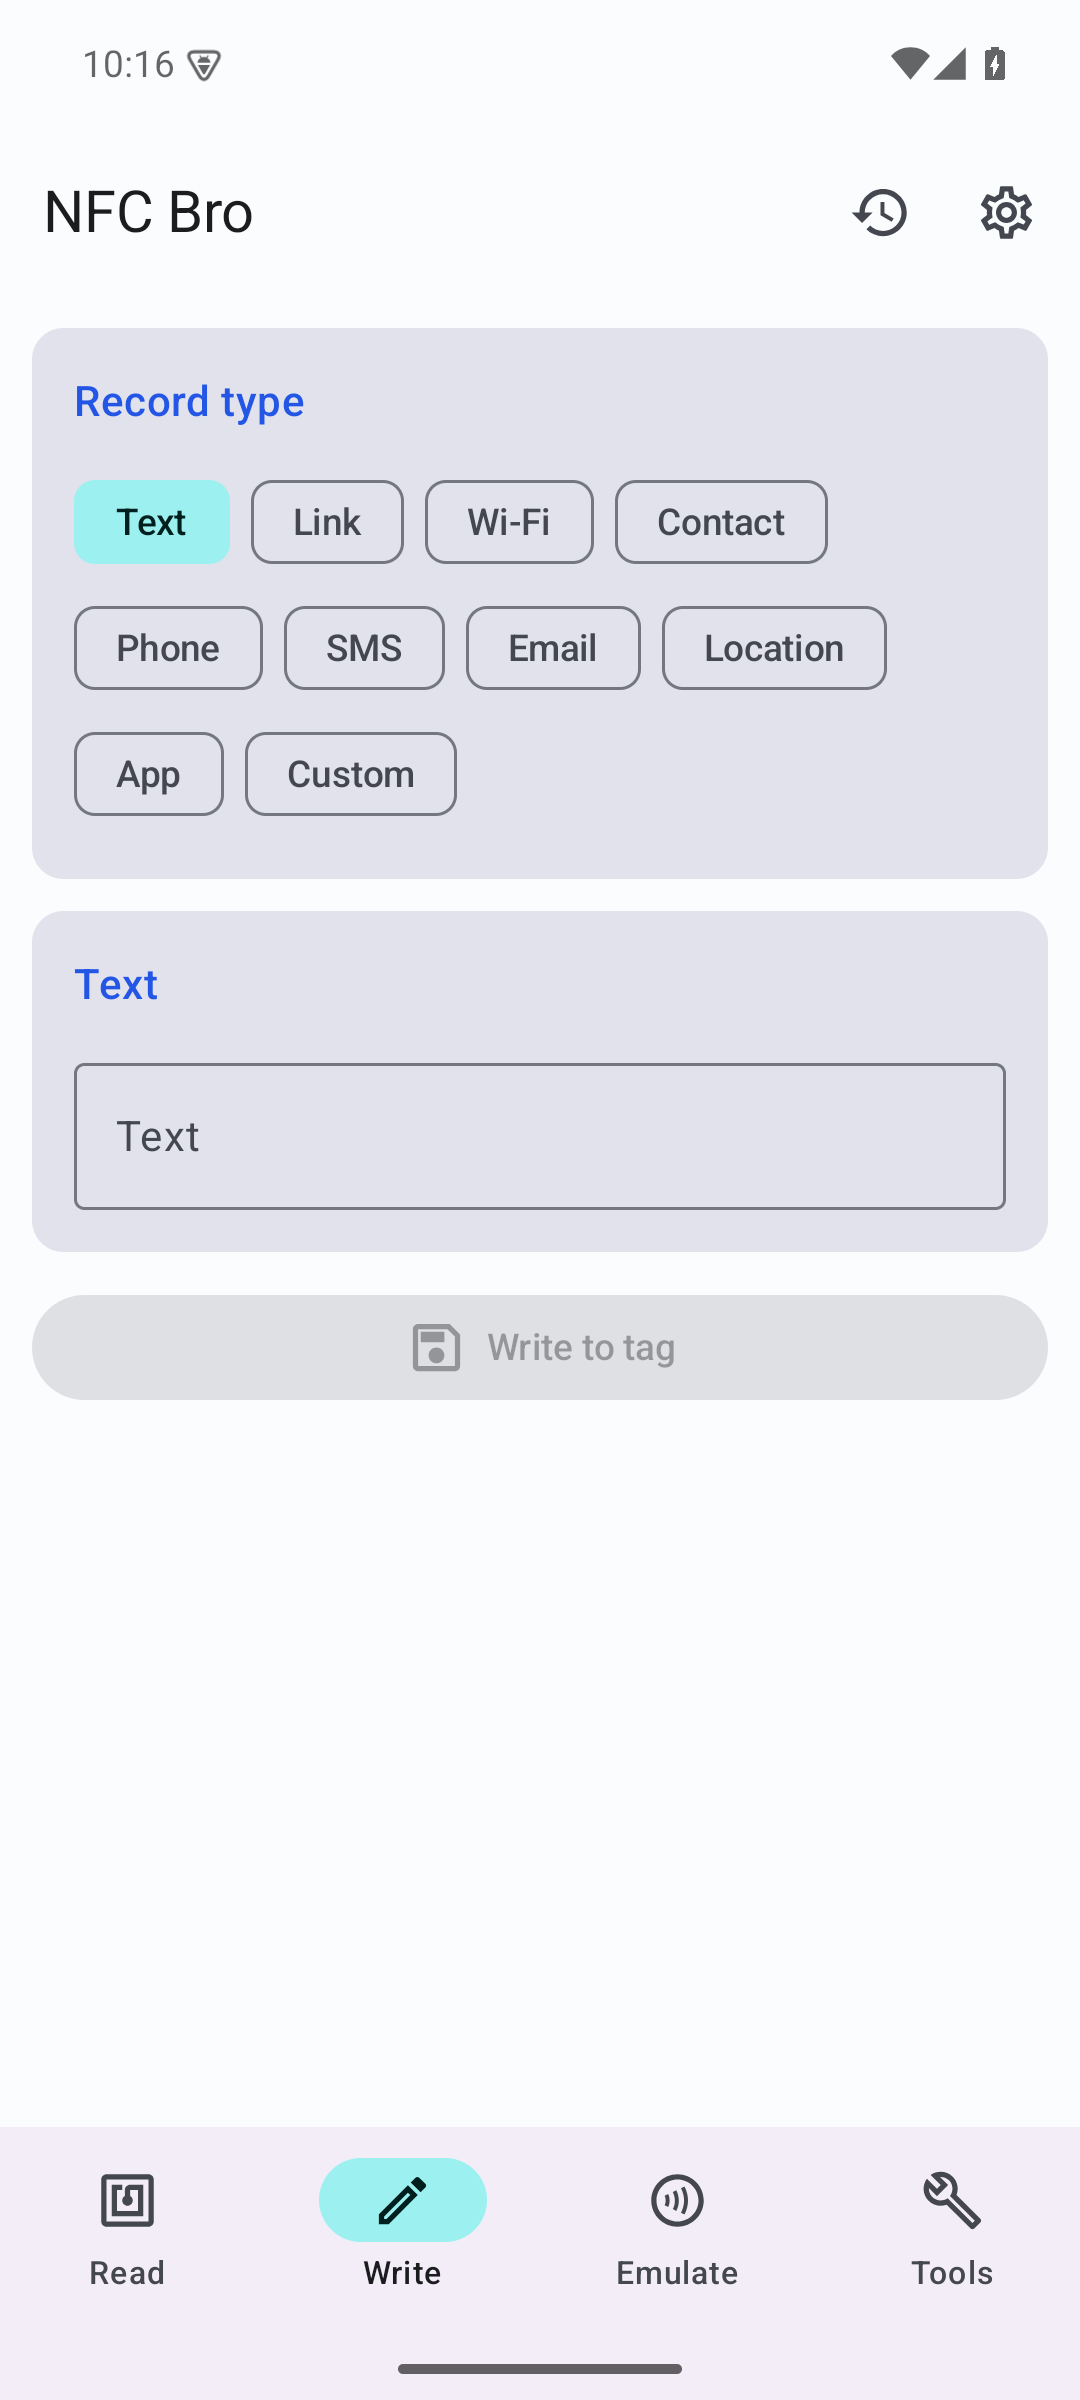 10:16
NFC Bro
Record type
Text Link Wi-Fi Contact
Phone SMS Email Location
App Custom
Text
Text
Write to tag
Read Write Emulate Tools